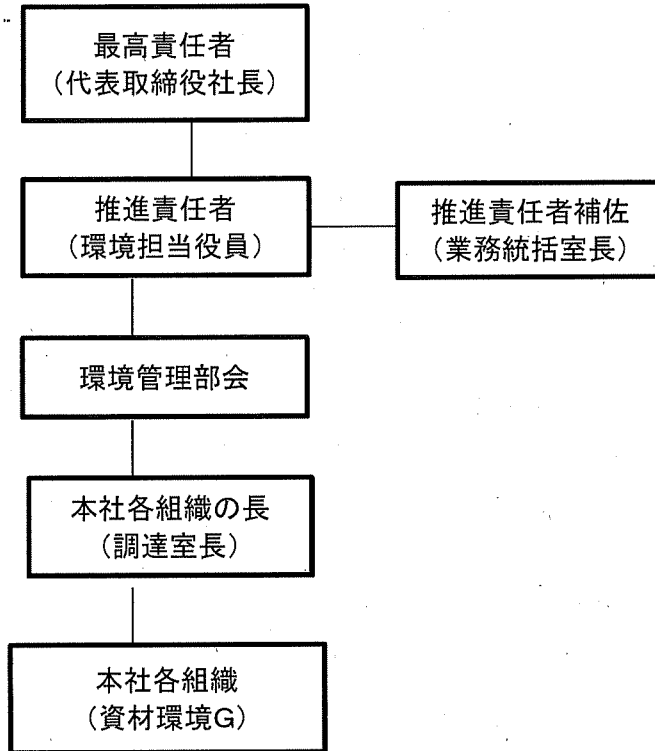 最高責任者
（代表取締役社長）
推進責任者
（環境担当役員）
推進責任者補佐
（業務統括室長）
環境管理部会
本社各組織の長
（調達室長）
本社各組織
（資材環境G）